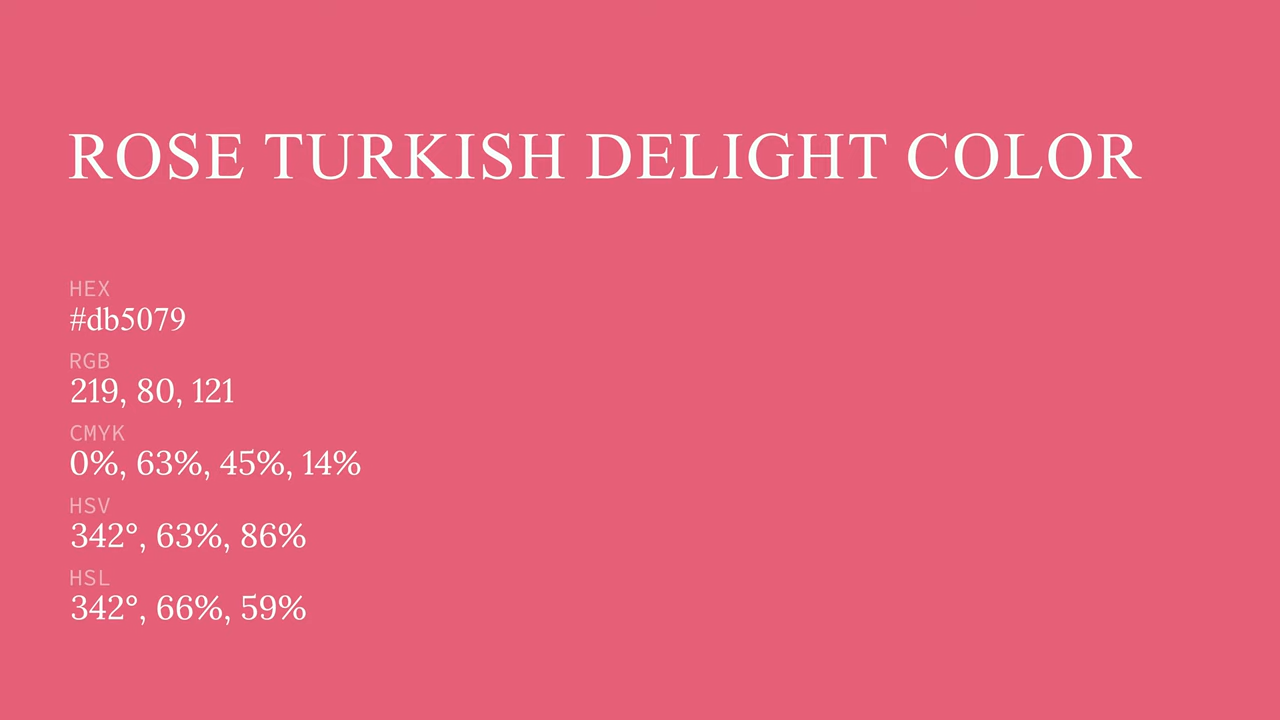 ROSE TURKISH DELIGHT COLOR
HEX
#db5079
RGB
219, 80, 121
CMYK
0%, 63%, 45%, 14%
HSV
342°, 63%, 86%
HSL
342°, 66%, 59%